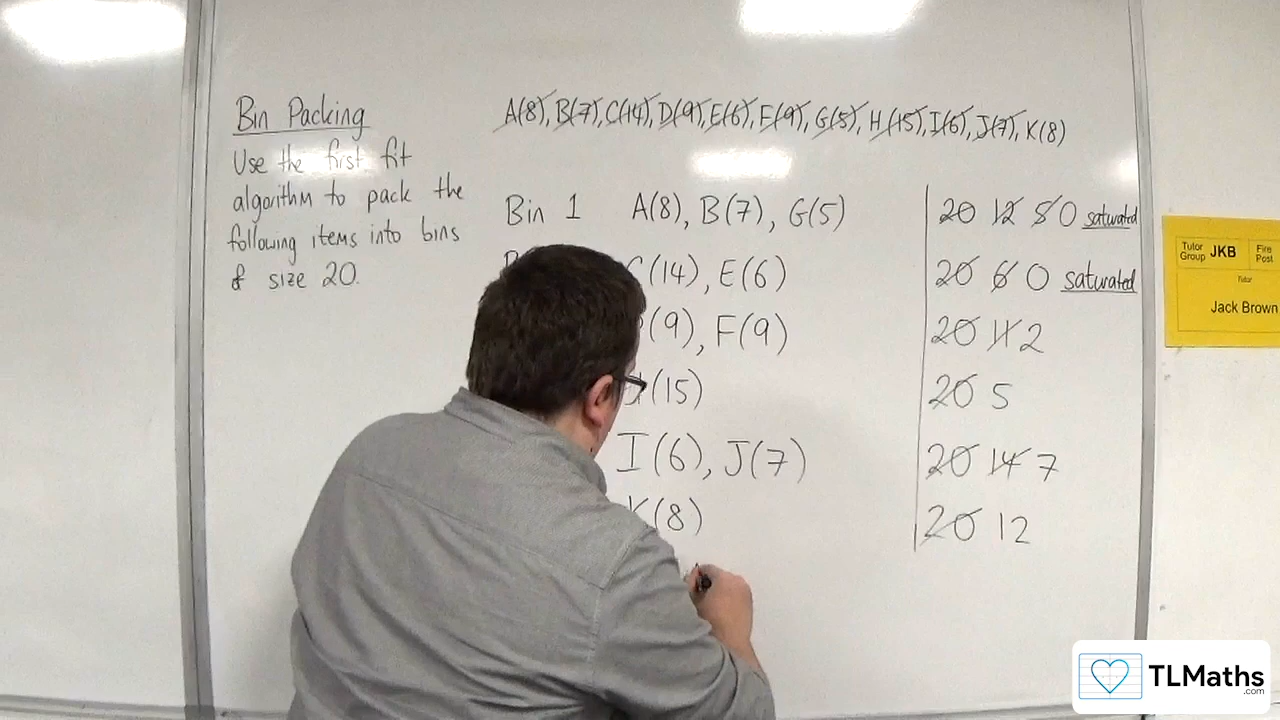 Bin Packing
Use the first fit
algorithm to pack the
following items into bins
of size 20.
A(8), B(7), C(14), D(9), E(6), F(9), G(5), H(15), I(6), J(7), K(8)
Bin 1 A(8), B(7), G(5) 20 12 5 0 saturated
(14), E(6) 20 6 0 saturated
(9), F(9) 20 11 2
(15) 20 5
I(6), J(7) 20 14 7
K(8) 20 12
Tutor Group JKB Fire Post
Tutor
Jack Brown
TLMaths
.com